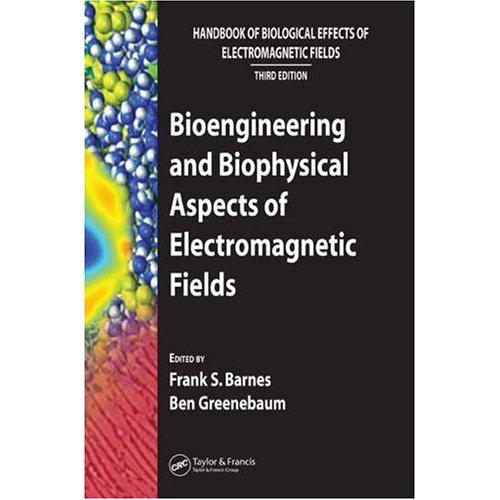 HANDBOOK OF BIOLOGICAL EFFECTS OF
ELECTROMAGNETIC FIELDS
THIRD EDITION
Bioengineering
and Biophysical
Aspects of
Electromagnetic
Fields
EDITED BY
Frank S. Barnes
Ben Greenebaum
CRC
Taylor & Francis
Taylor & Francis Group